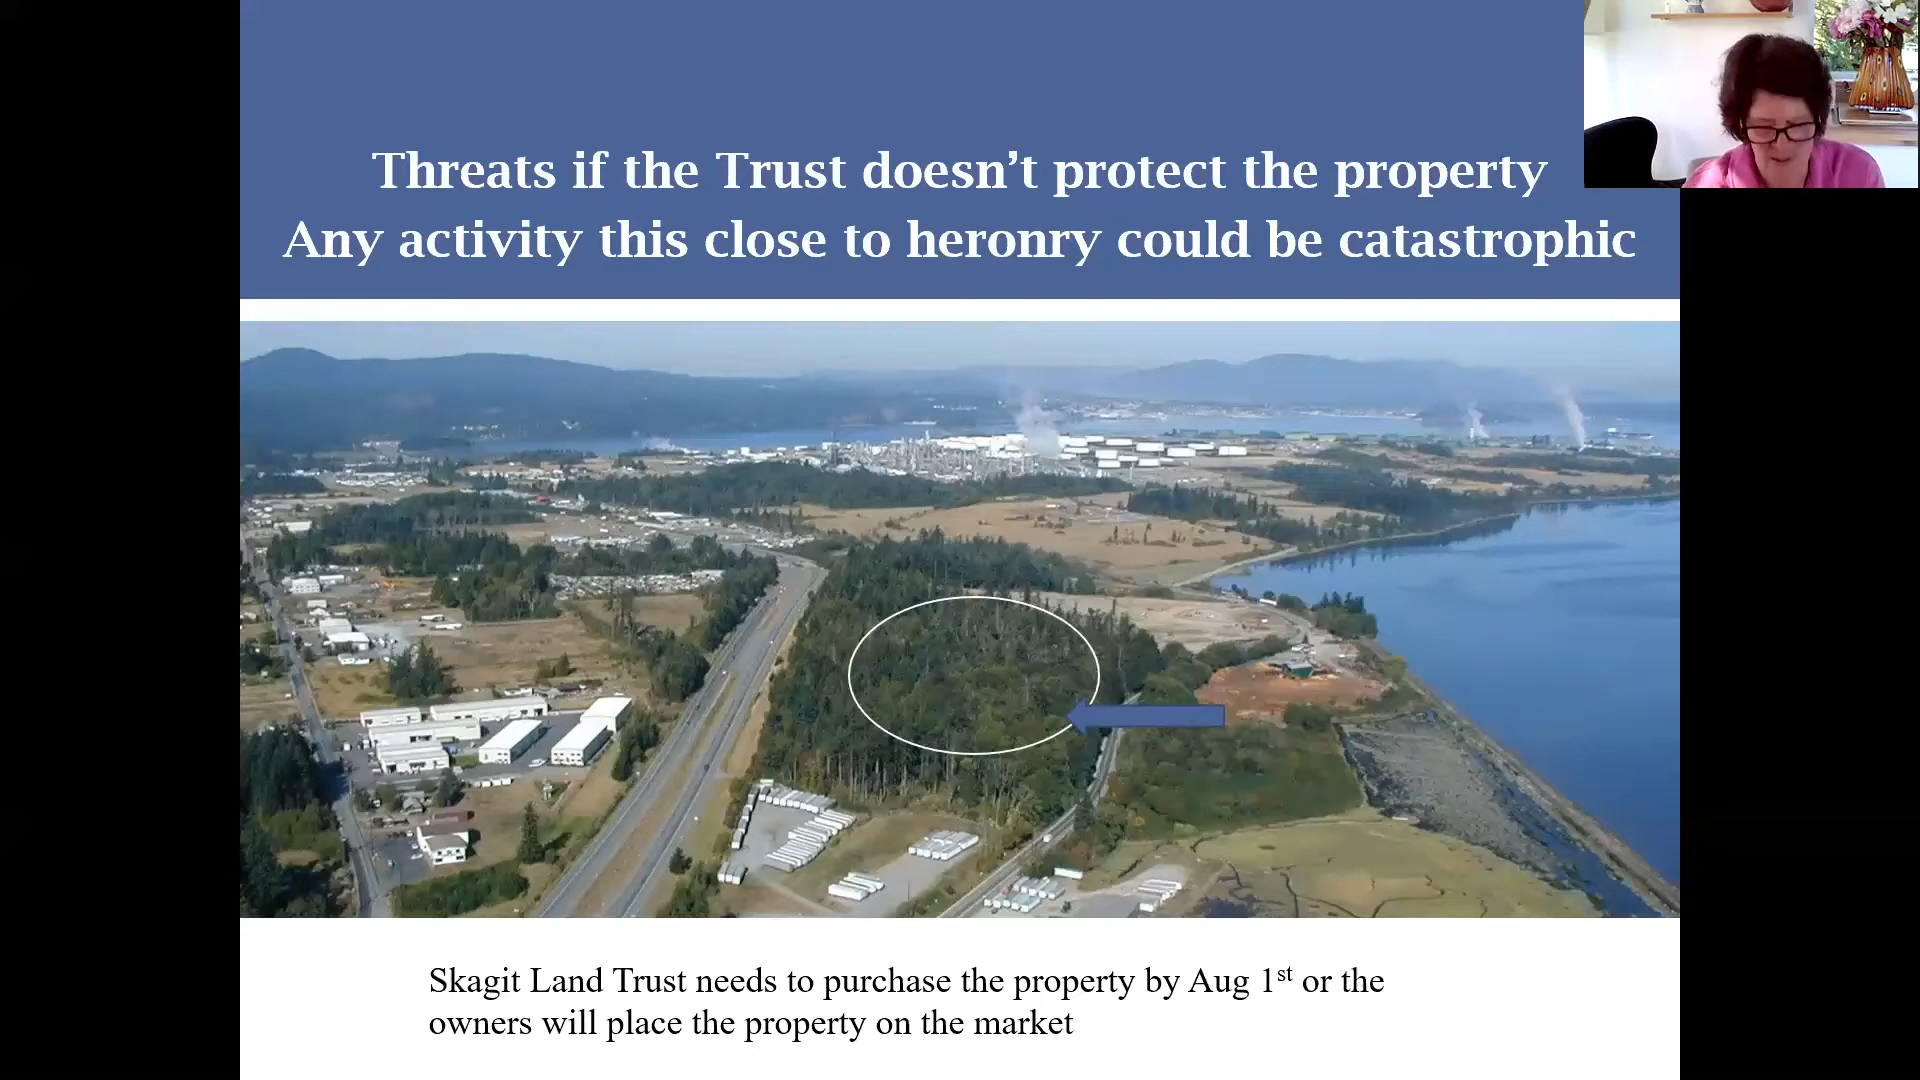 Threats if the Trust doesn’t protect the property
Any activity this close to heronry could be catastrophic
Skagit Land Trust needs to purchase the property by Aug 1st or the
owners will place the property on the market